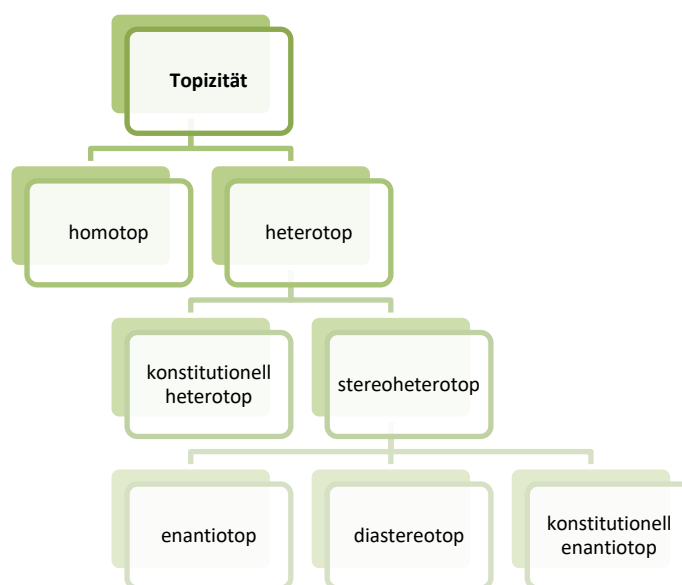 Topizität
homotop
heterotop
konstitutionell
heterotop
stereoheterotop
enantiotop
diastereotop
konstitutionell
enantiotop